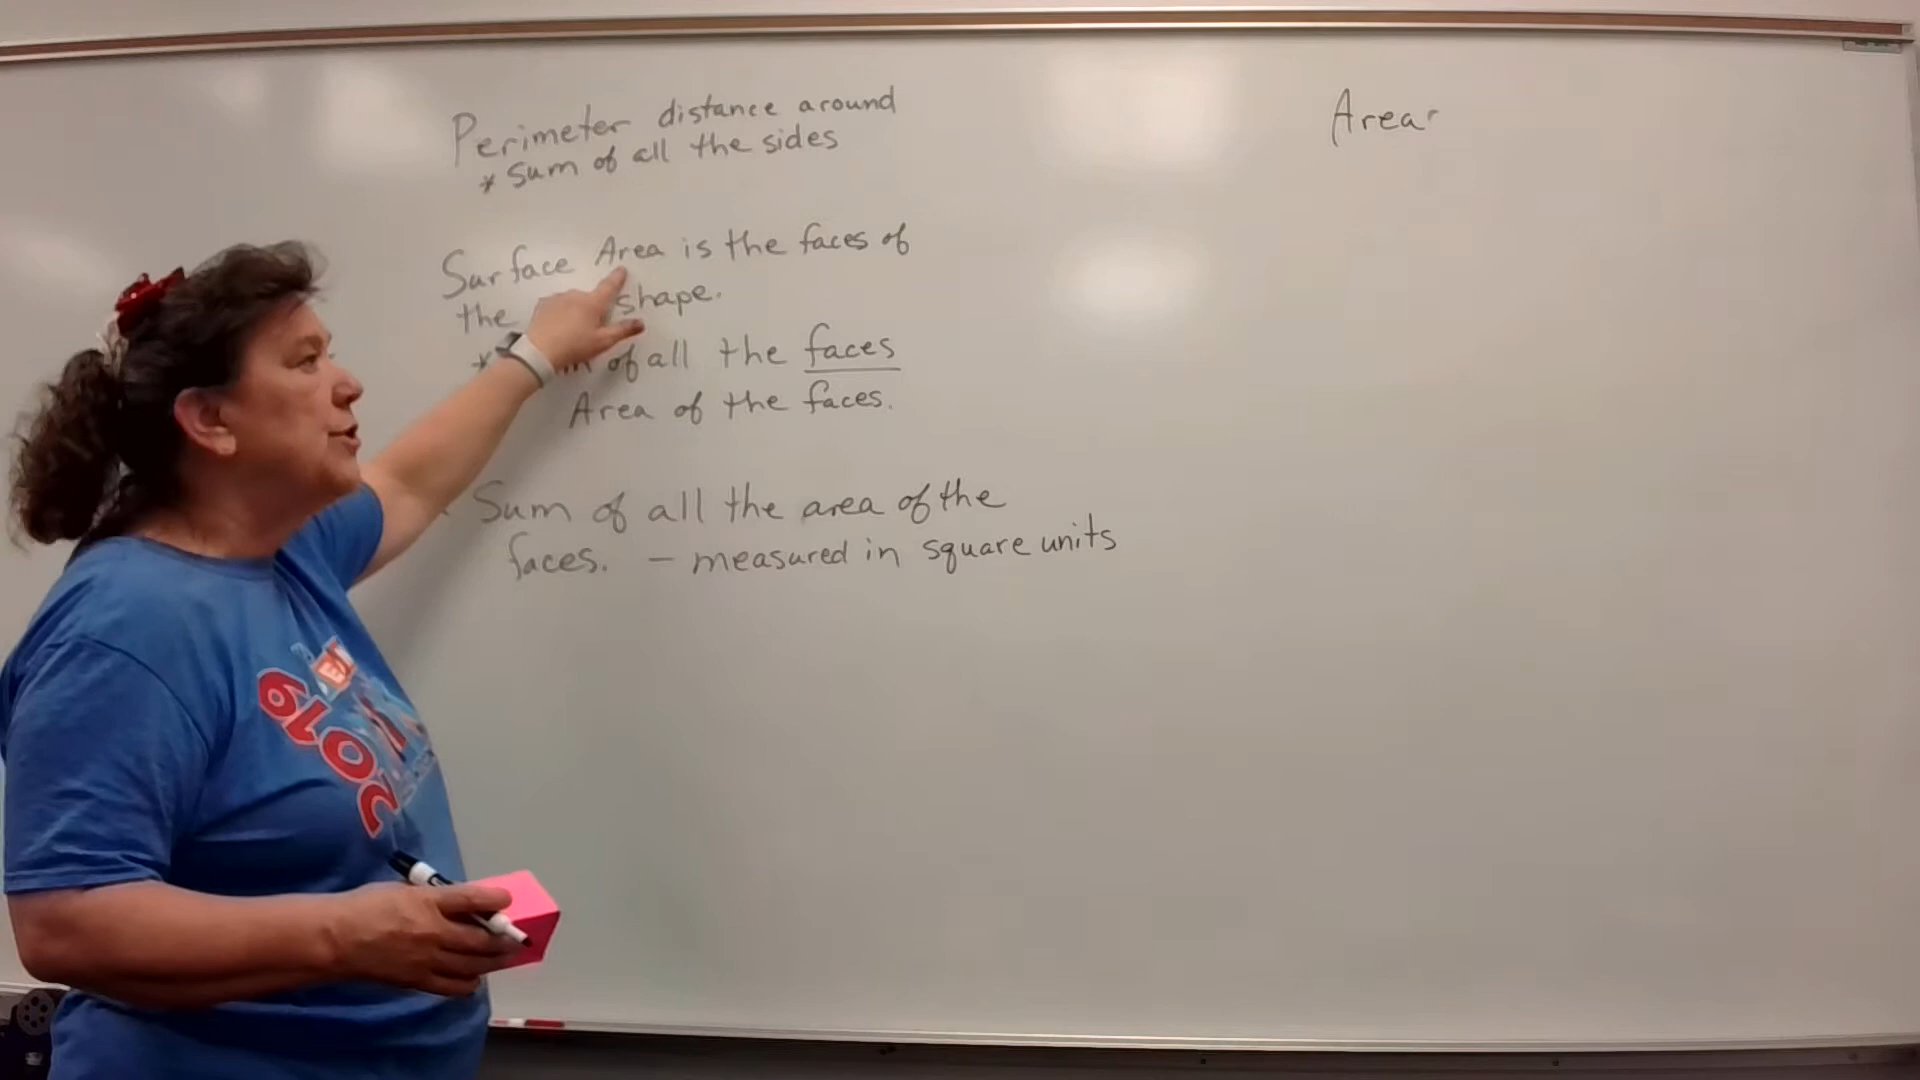 Perimeter distance around
* sum of all the sides
Surface Area is the faces of
the shape.
* of all the faces
Area of the faces.
Sum of all the area of the
faces. – measured in square units
Area
2019